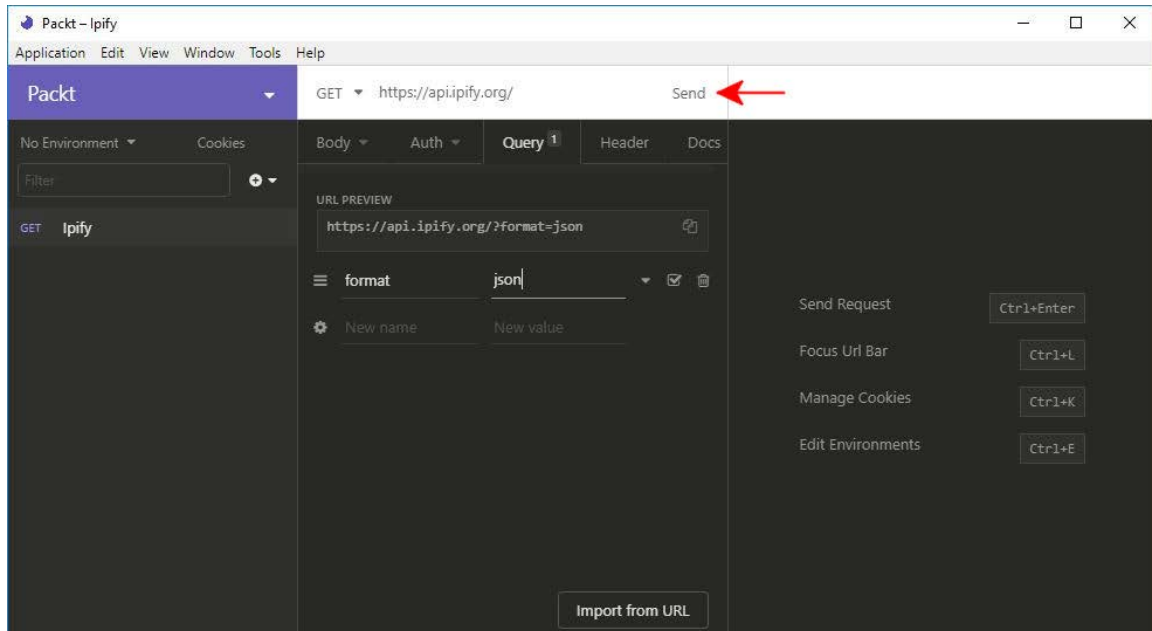 Packt – Ipify
Application Edit View Window Tools Help
Packt
GET https://api.ipify.org/ Send
No Environment Cookies
Body Auth Query 1 Header Docs
Filter
URL PREVIEW
https://api.ipify.org/?format=json
GET Ipify
format json
New name New value
Send Request Ctrl+Enter
Focus Url Bar Ctrl+L
Manage Cookies Ctrl+K
Edit Environments Ctrl+E
Import from URL